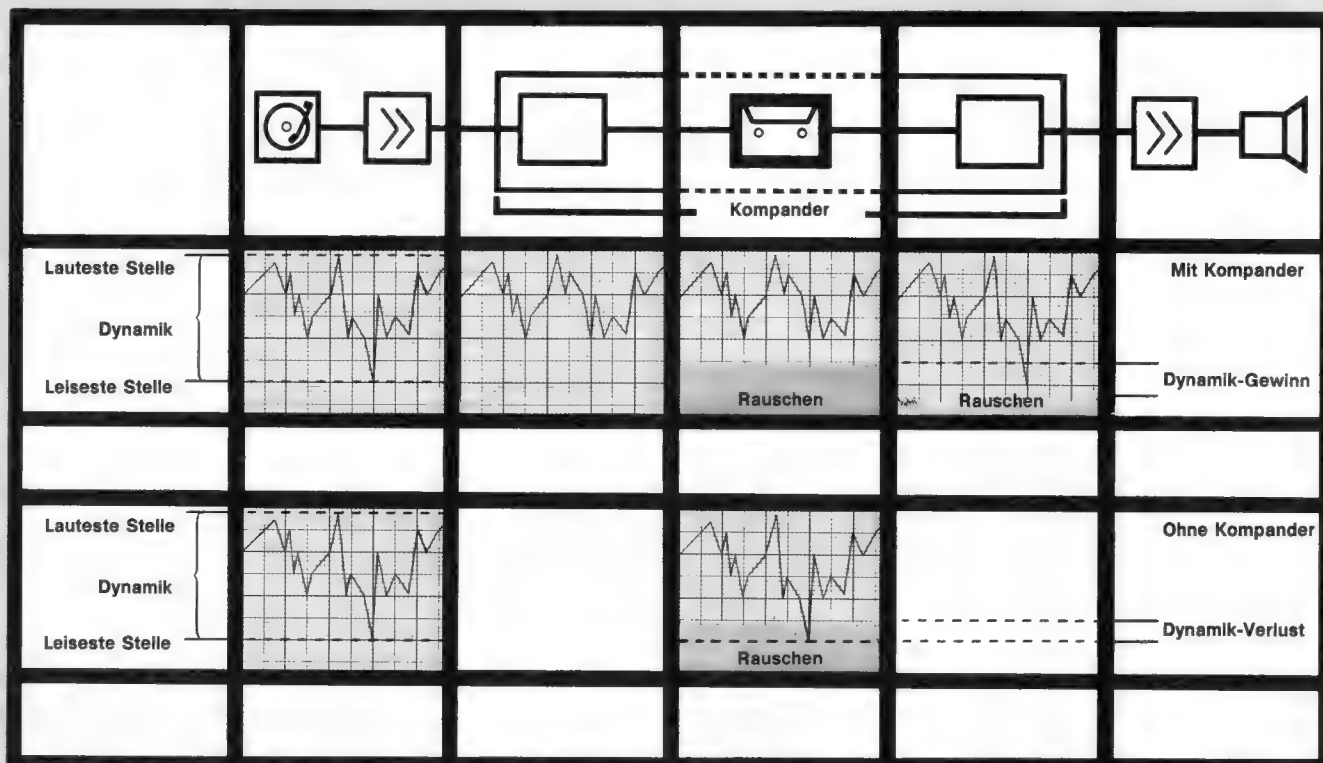 Kompander
Lauteste Stelle
Dynamik
Leiseste Stelle
Rauschen
Rauschen
Mit Kompander
Dynamik-Gewinn
Lauteste Stelle
Dynamik
Leiseste Stelle
Rauschen
Ohne Kompander
Dynamik-Verlust